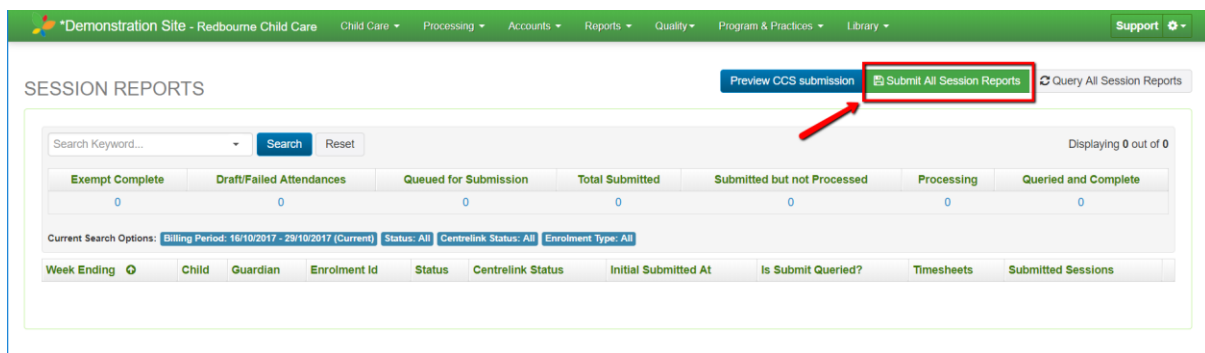 *Demonstration Site - Redbourne Child Care Child Care Processing Accounts Reports Quality Program & Practices Library Support
SESSION REPORTS
Preview CCS submission Submit All Session Reports Query All Session Reports
Search Keyword... Search Reset Displaying 0 out of 0
Exempt Complete Draft/Failed Attendances Queued for Submission Total Submitted Submitted but not Processed Processing Queried and Complete
0 0 0 0 0 0 0
Current Search Options: Billing Period: 16/10/2017 - 29/10/2017 (Current) Status: All Centrelink Status: All Enrolment Type: All
Week Ending Child Guardian Enrolment Id Status Centrelink Status Initial Submitted At Is Submit Queried? Timesheets Submitted Sessions